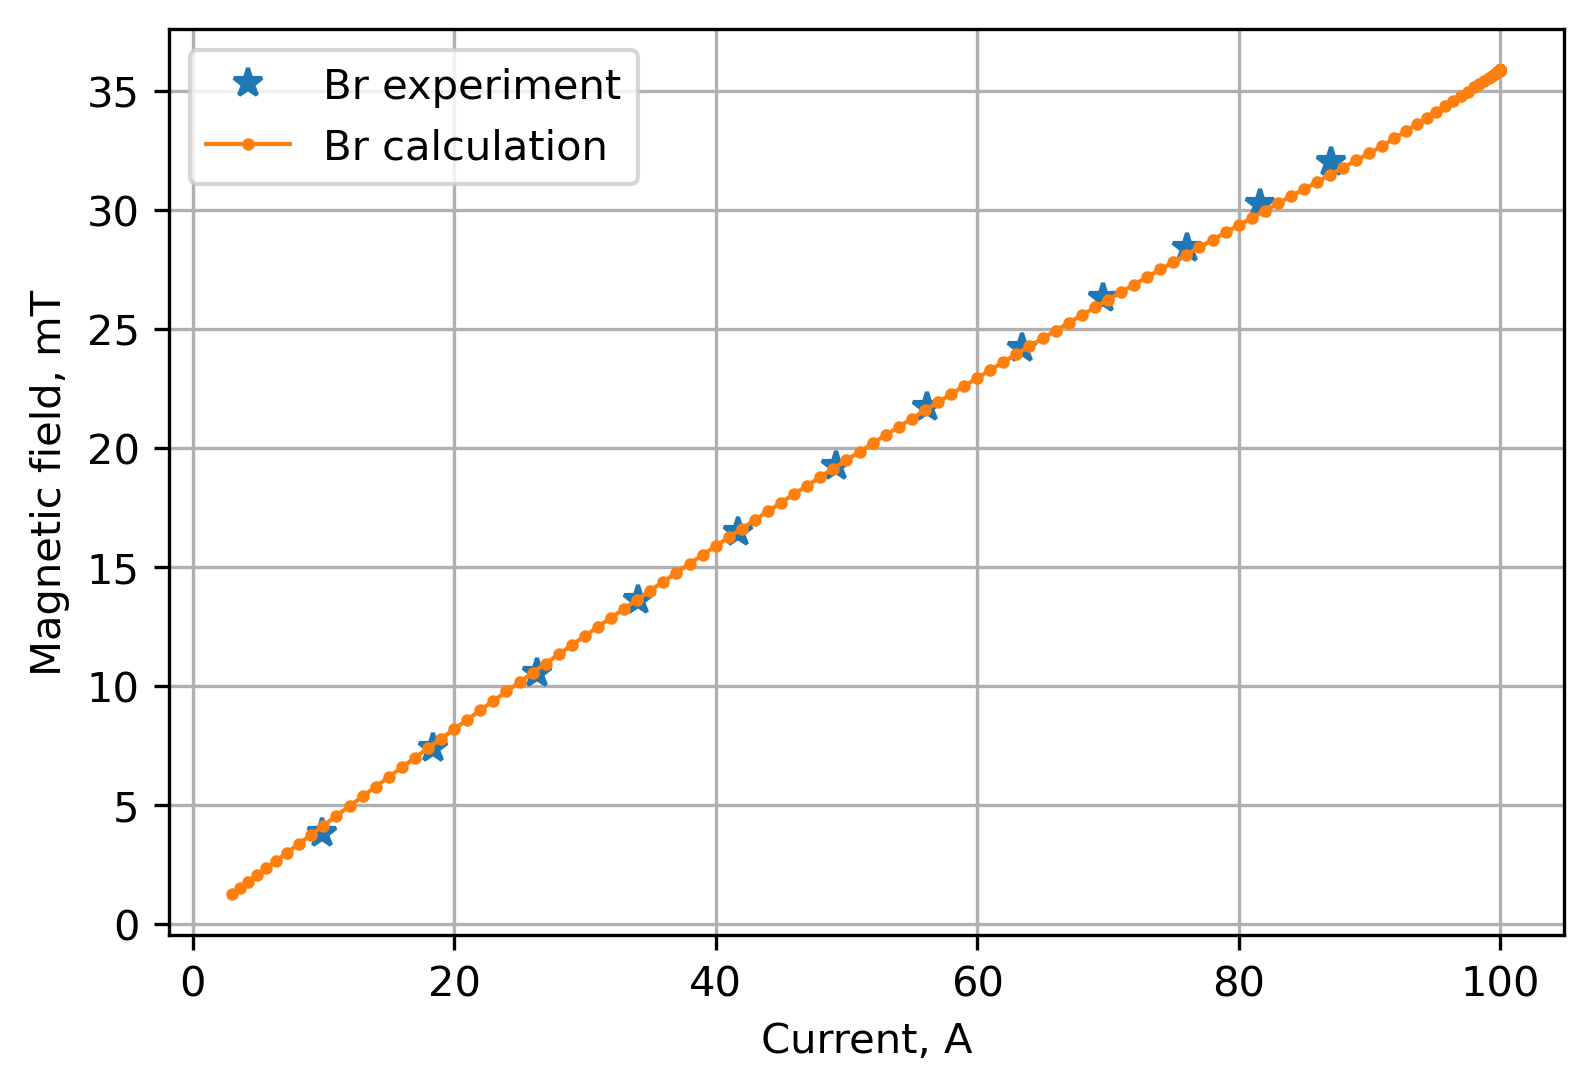 Br experiment
Br calculation
Magnetic field, mT
35
30
25
20
15
10
5
0
0 20 40 60 80 100
Current, A